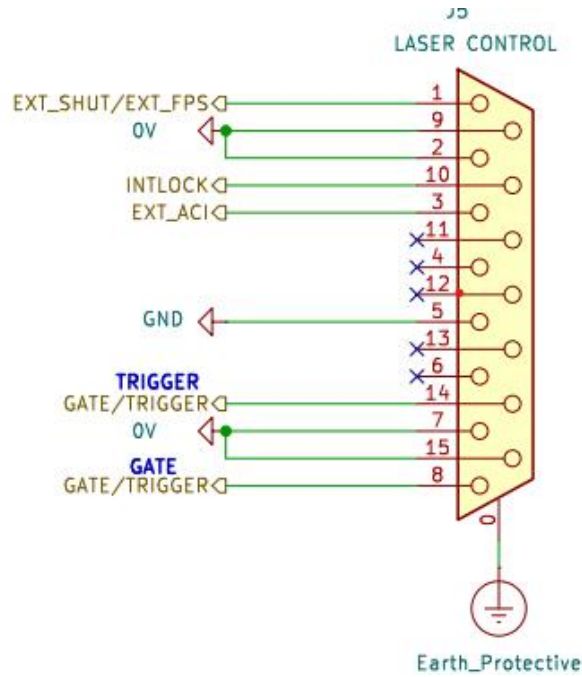 J5
LASER CONTROL
EXT_SHUT/EXT_FPS 1
0V 9
2
INTLOCK 10
EXT_ACI 3
11
4
12
GND 5
13
6
TRIGGER
GATE/TRIGGER 14
0V 7
15
GATE
GATE/TRIGGER 8
0
Earth_Protective